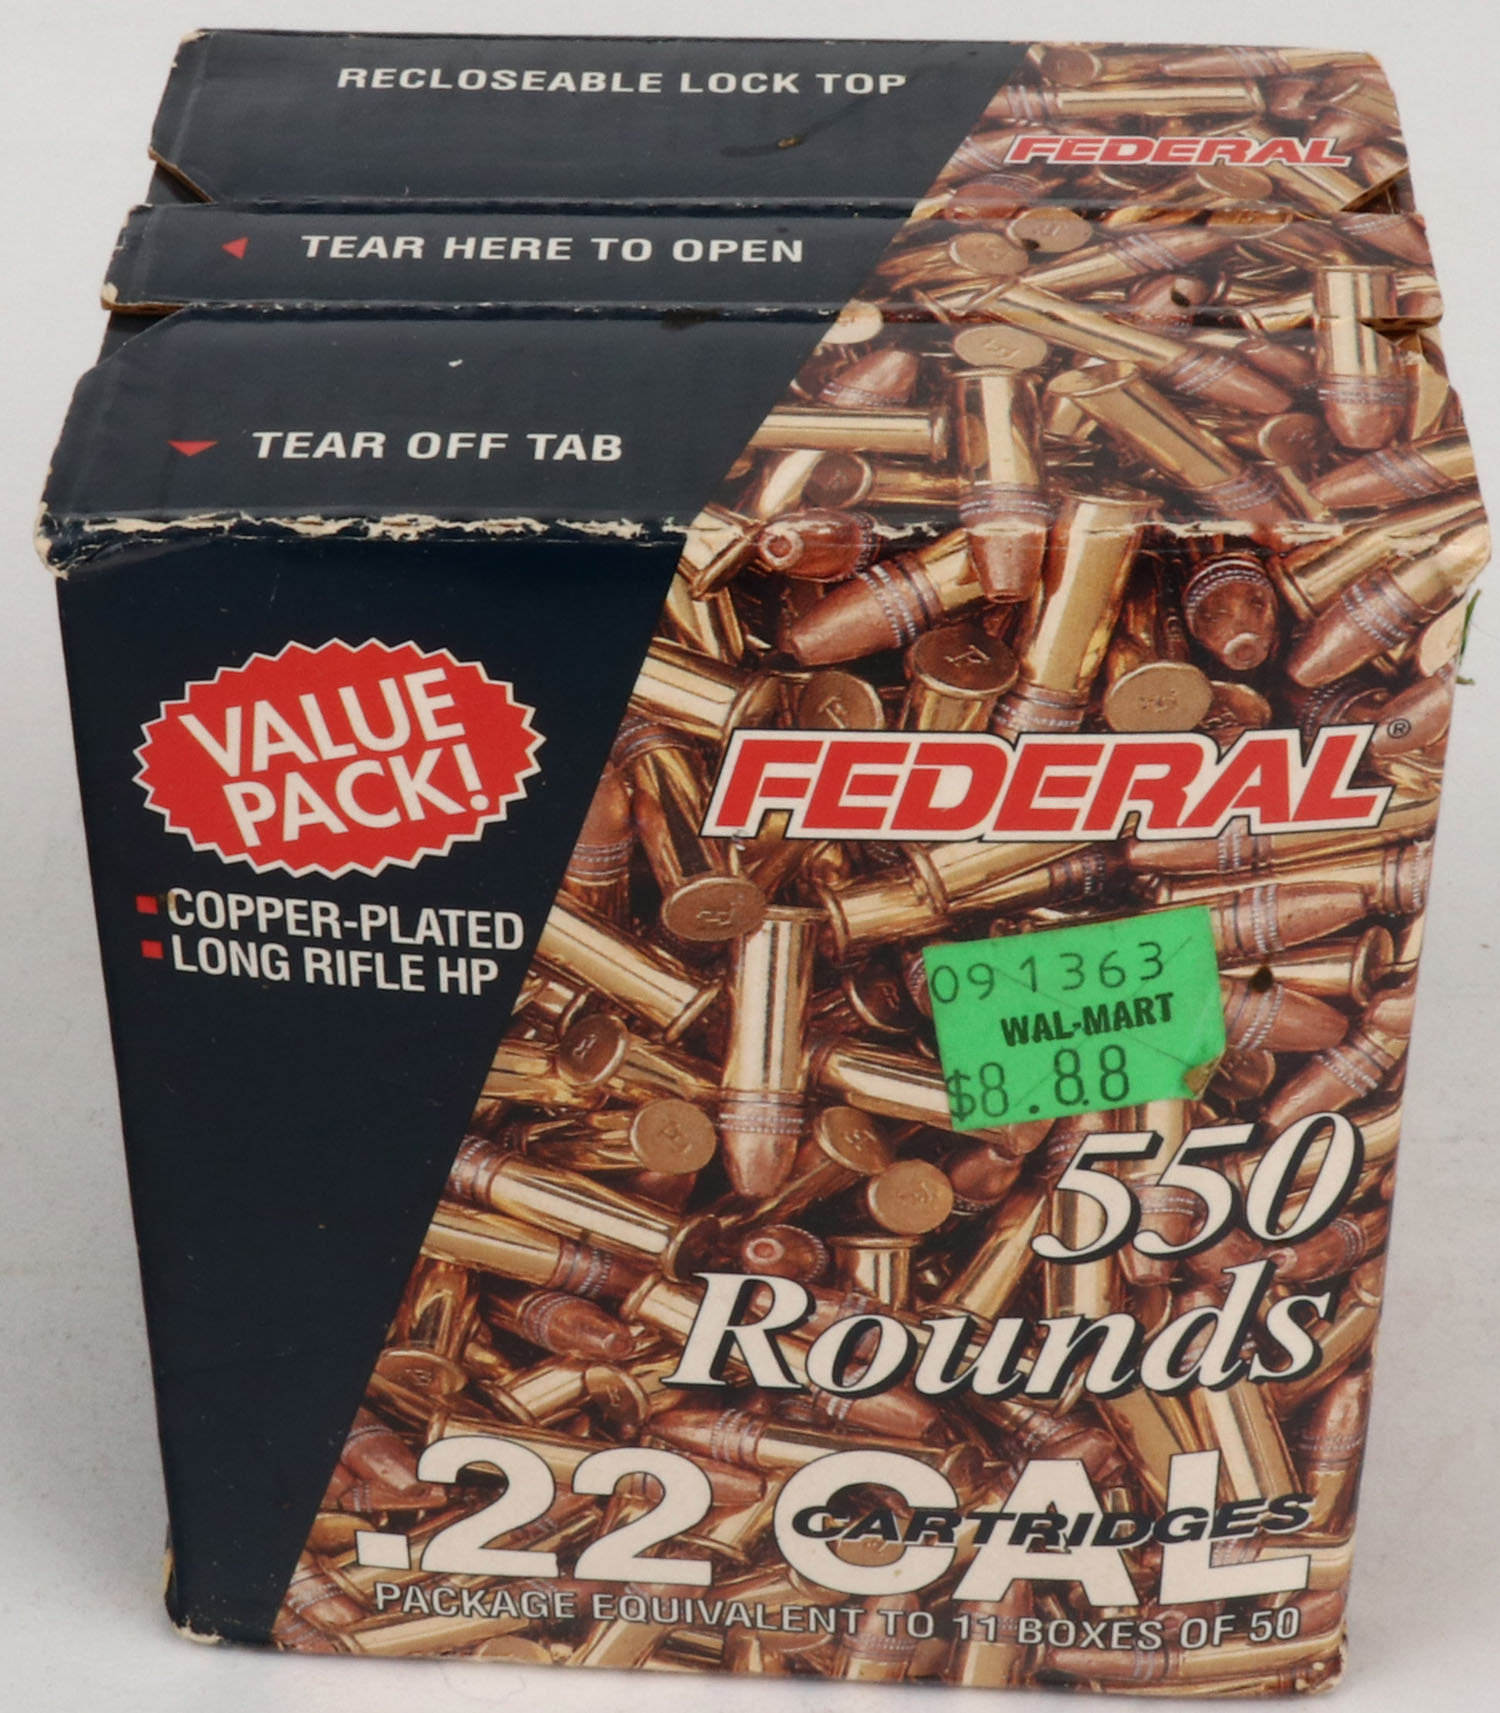 RECLOSEABLE LOCK TOP
FEDERAL
TEAR HERE TO OPEN
TEAR OFF TAB
VALUE
PACK!
COPPER-PLATED
LONG RIFLE HP
FEDERAL®
091363
WAL-MART
$8.88
550
Rounds
.22 CAL
CARTRIDGES
PACKAGE EQUIVALENT TO 11 BOXES OF 50